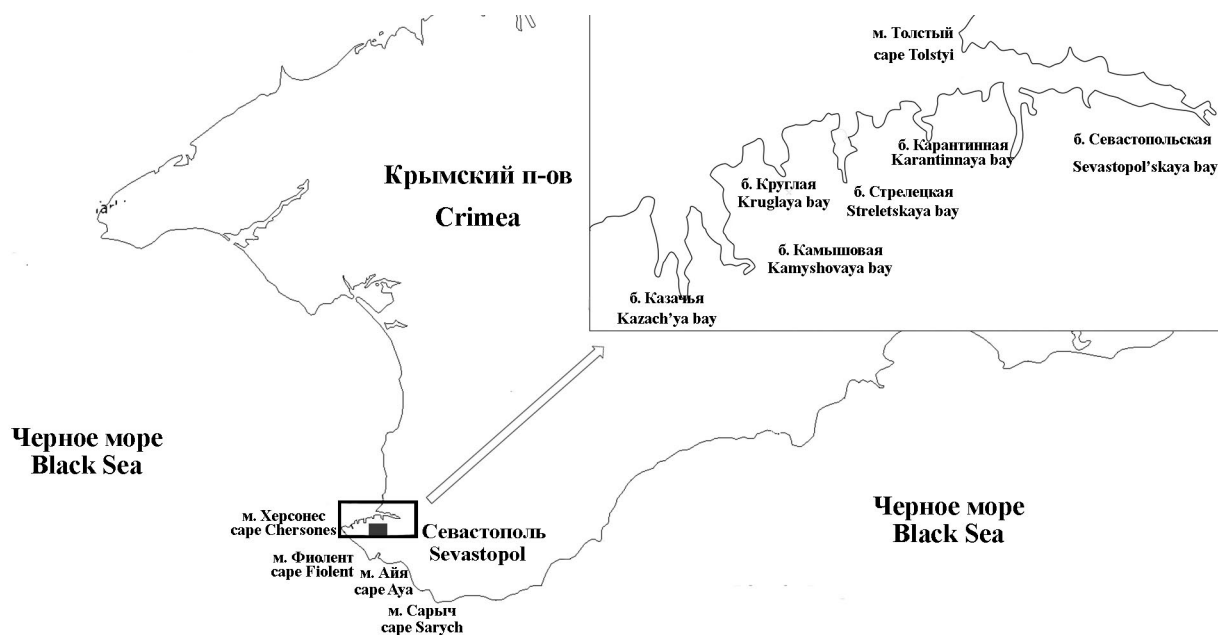 м. Толстый
cape Tolstyi
б. Карантинная
Karantinnaya bay
б. Севастопольская
Sevastopol'skaya bay
б. Круглая
Kruglaya bay
б. Стрелецкая
Streletskaya bay
б. Камышовая
Kamyshovaya bay
б. Казачья
Kazach'ya bay
Крымский п-ов
Crimea
Черное море
Black Sea
Черное море
Black Sea
м. Херсонес
cape Chersones
Севастополь
Sevastopol
м. Фиолент
cape Fiolent
м. Айя
cape Aya
м. Сарыч
cape Sarych